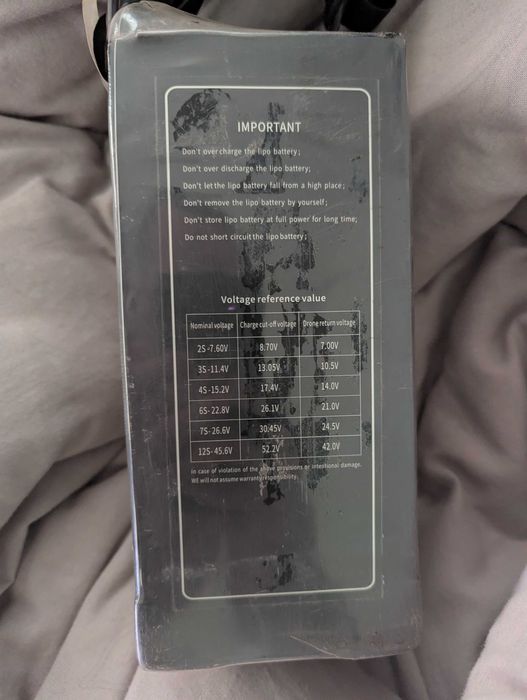 IMPORTANT
Don't over charge the lipo battery;
Don't over discharge the lipo battery;
Don't let the lipo battery fall from a high place;
Don't remove the lipo battery by yourself;
Don't store lipo battery at full power for long time;
Do not short circuit the lipo battery;
Voltage reference value
Nominal voltage Charge cut-off voltage Drone return voltage
2S -7.60V 8.70V 7.00V
3S -11.4V 13.05V 10.5V
4S -15.2V 17.4V 14.0V
6S -22.8V 26.1V 21.0V
7S -26.6V 30.45V 24.5V
12S- 45.6V 52.2V 42.0V
In case of violation of the above provisions or intentional damage.
WE will not assume warranty responsibility.